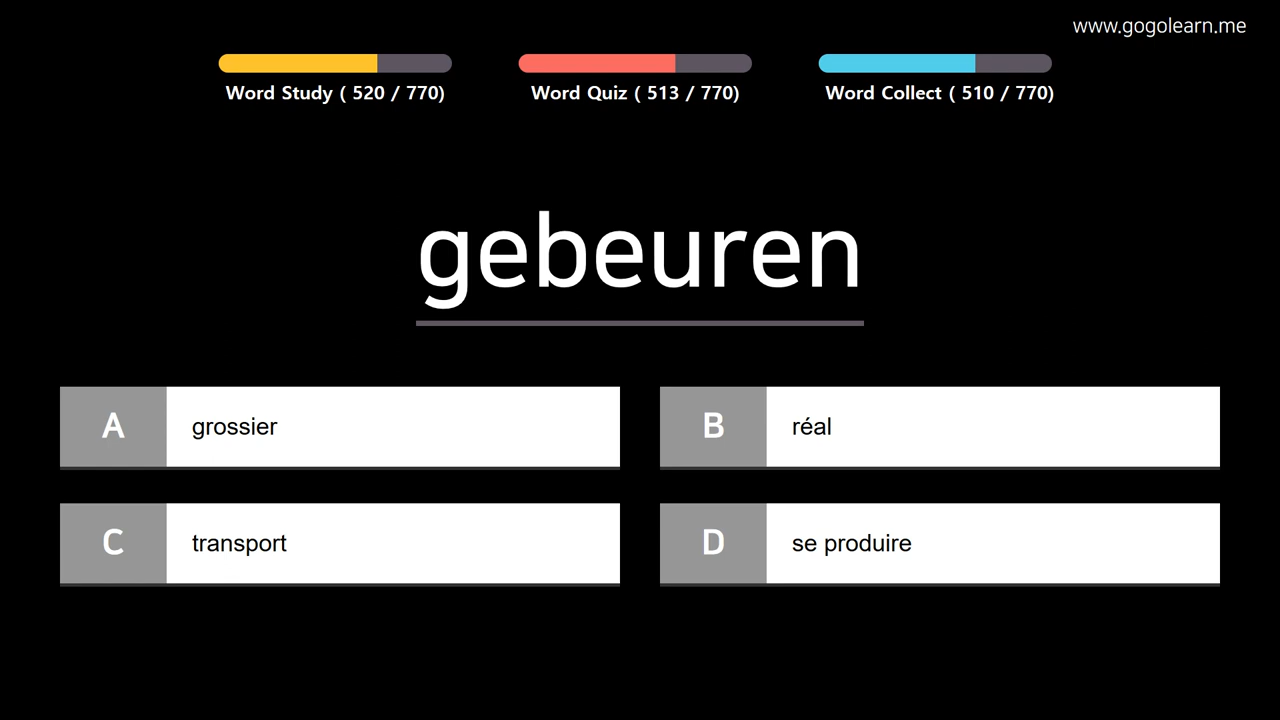 www.gogolearn.me
Word Study ( 520 / 770)
Word Quiz ( 513 / 770)
Word Collect ( 510 / 770)
gebeuren
A grossier
B réal
C transport
D se produire